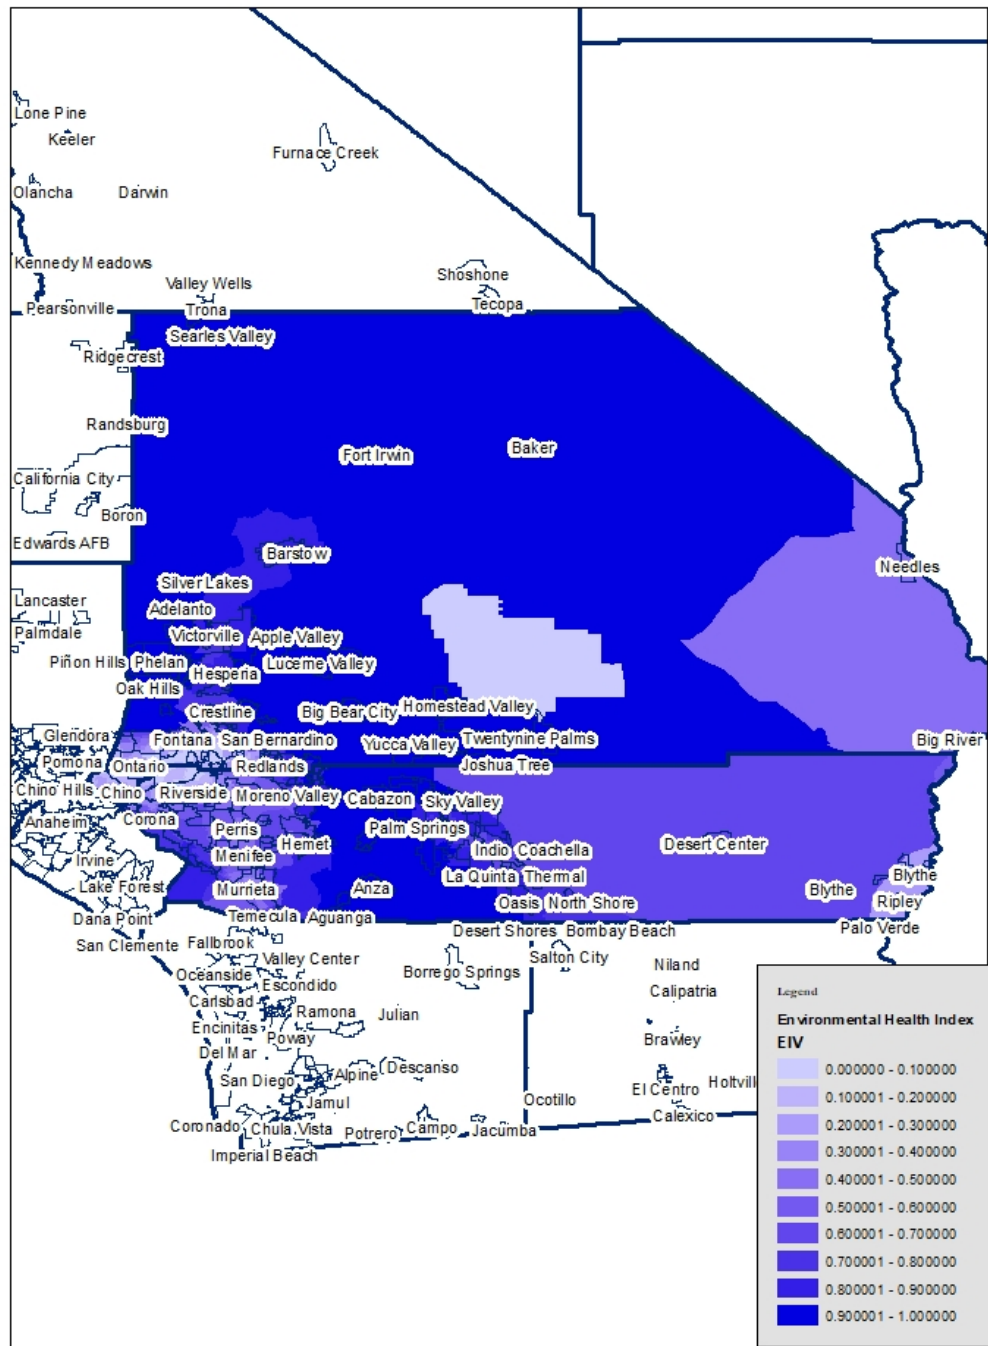 Lone Pine
Keeler
Furnace Creek
Olancha
Darwin
Kennedy Meadows
Shoshone
Valley Wells
Pearsonville
Trona
Tecopa
Searles Valley
Ridgecrest
Randsburg
Fort Irwin
Baker
California City
Boron
Edwards AFB
Barstow
Needles
Silver Lakes
Lancaster
Adelanto
Palmdale
Victorville
Apple Valley
Piñon Hills
Phelan
Lucerne Valley
Hesperia
Oak Hills
Crestline
Big Bear City
Homestead Valley
Glendora
Fontana
San Bernardino
Yucca Valley
Twentynine Palms
Big River
Pomona
Ontario
Redlands
Joshua Tree
Chino Hills
Chino
Riverside
Moreno Valley
Cabazon
Sky Valley
Anaheim
Corona
Perris
Palm Springs
Hemet
Desert Center
Irvine
Menifee
Indio
Coachella
Lake Forest
Murrieta
Anza
La Quinta
Thermal
Blythe
Blythe
Dana Point
Temecula
Aguanga
Oasis
North Shore
Ripley
Palo Verde
San Clemente
Fallbrook
Desert Shores
Bombay Beach
Valley Center
Salton City
Oceanside
Borrego Springs
Niland
Escondido
Calipatria
Carlsbad
Ramona
Julian
Encinitas
Poway
Brawley
Del Mar
Descanso
San Diego
Alpine
El Centro
Holtvill
Jamul
Ocotillo
Coronado
Chula Vista
Potrero
Campo
Jacumba
Calexico
Imperial Beach
Legend
Environmental Health Index
EIV
0.000000 - 0.100000
0.100001 - 0.200000
0.200001 - 0.300000
0.300001 - 0.400000
0.400001 - 0.500000
0.500001 - 0.600000
0.600001 - 0.700000
0.700001 - 0.800000
0.800001 - 0.900000
0.900001 - 1.000000